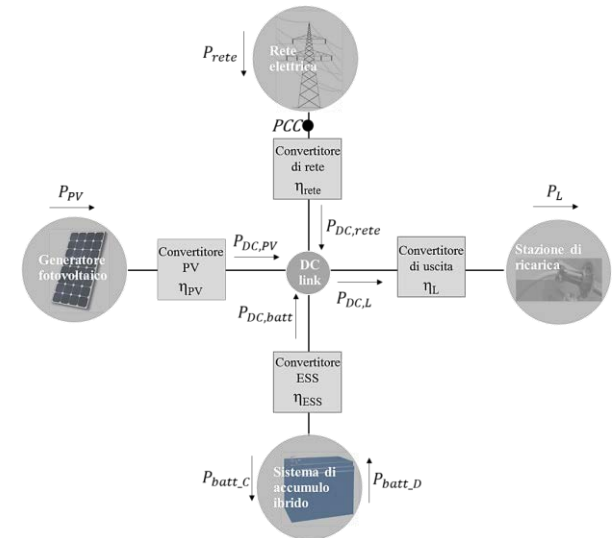 P_rete
Rete
elettrica
PCC
Convertitore
di rete
η_rete
P_PV
P_L
P_DC,rete
Generatore
fotovoltaico
Convertitore
PV
η_PV
P_DC,PV
DC
link
P_DC,L
Convertitore
di uscita
η_L
Stazione di
ricarica
P_DC,batt
Convertitore
ESS
η_ESS
P_batt_C
Sistema di
accumulo
ibrido
P_batt_D